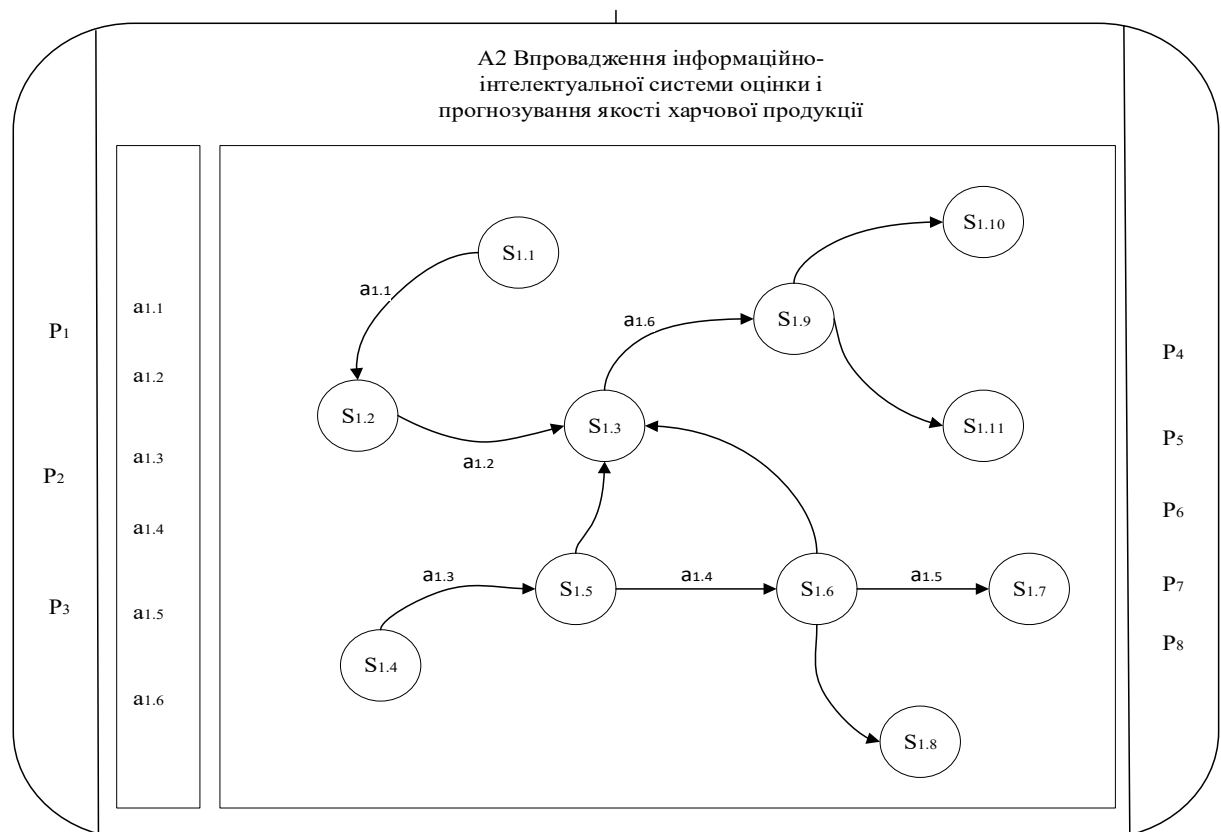 А2 Впровадження інформаційно-
інтелектуальної системи оцінки і
прогнозування якості харчової продукції
P1
P2
P3
a1.1
a1.2
a1.3
a1.4
a1.5
a1.6
S1.1
S1.10
a1.1
a1.6
S1.9
S1.2
S1.3
S1.11
a1.2
a1.3
S1.5
a1.4
S1.6
a1.5
S1.7
S1.4
S1.8
P4
P5
P6
P7
P8